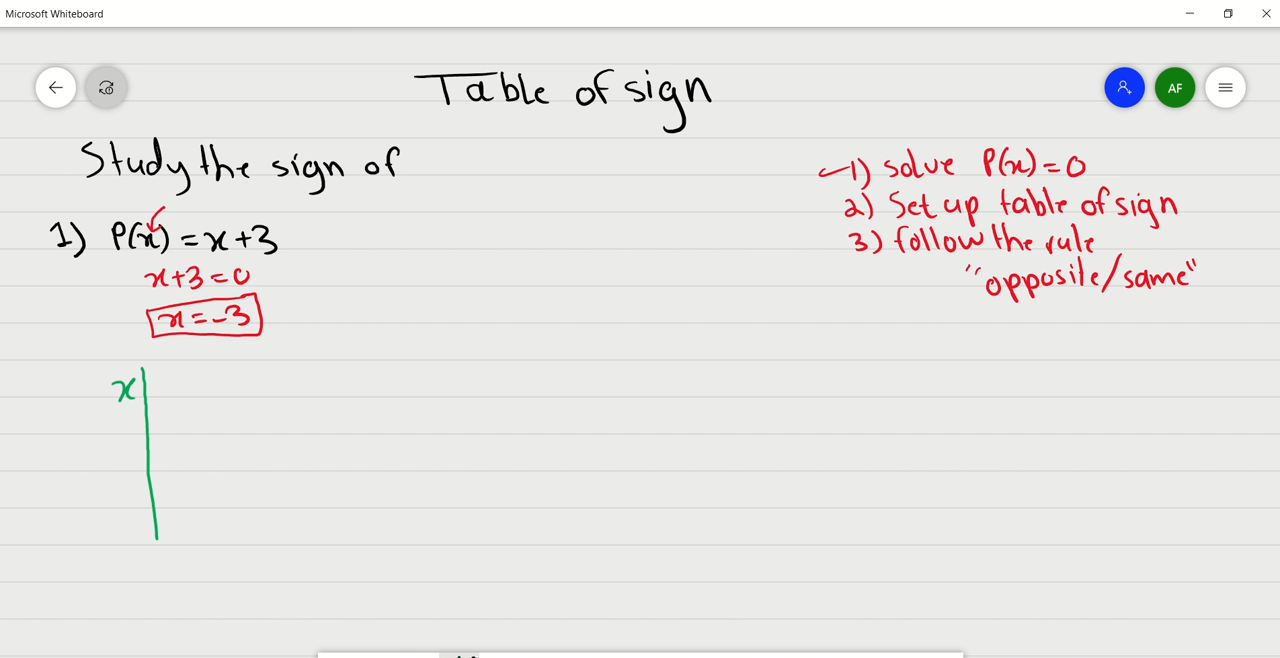 Microsoft Whiteboard
Table of sign
AF
Study the sign of
1) P(x) = x + 3
x + 3 = 0
x = -3
1) solve P(x) = 0
2) Set up table of sign
3) follow the rule
"opposite/same"
x